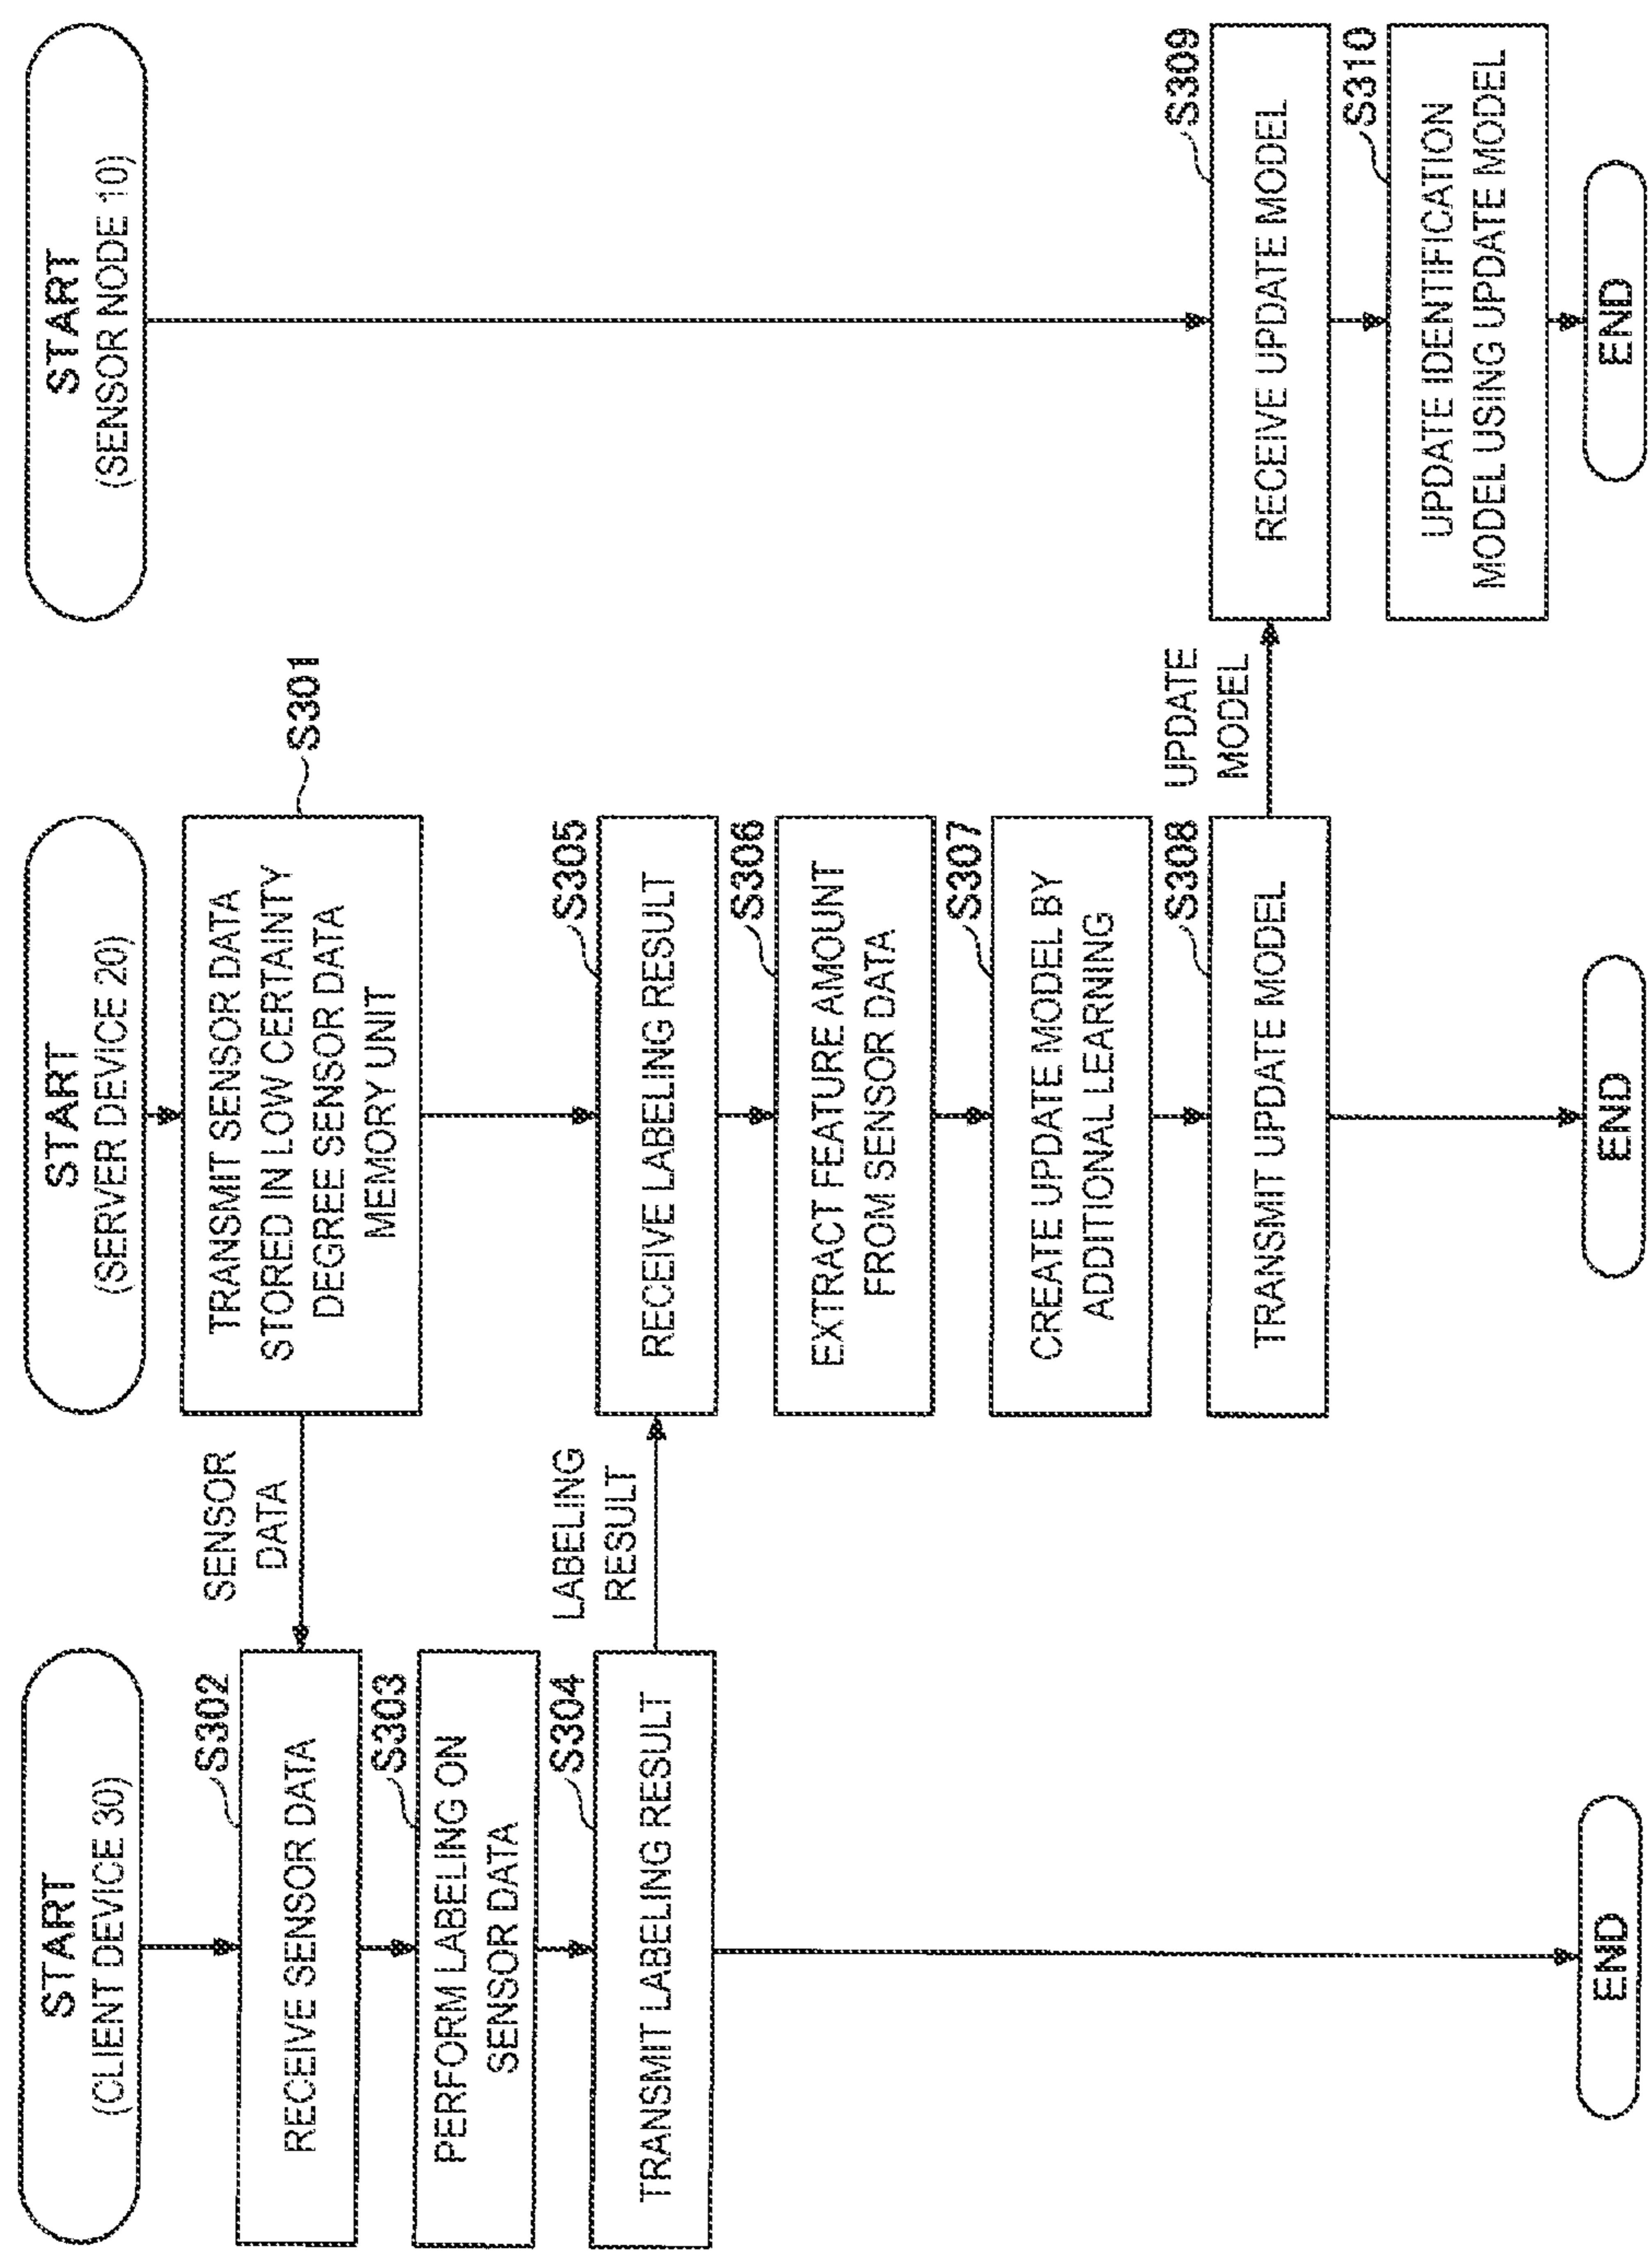 START
(CLIENT DEVICE 30)
S302
RECEIVE SENSOR DATA
S303
PERFORM LABELING ON
SENSOR DATA
S304
TRANSMIT LABELING RESULT
END
SENSOR
DATA
LABELING
RESULT
START
(SERVER DEVICE 20)
S301
TRANSMIT SENSOR DATA
STORED IN LOW CERTAINTY
DEGREE SENSOR DATA
MEMORY UNIT
S305
RECEIVE LABELING RESULT
S306
EXTRACT FEATURE AMOUNT
FROM SENSOR DATA
S307
CREATE UPDATE MODEL BY
ADDITIONAL LEARNING
S308
TRANSMIT UPDATE MODEL
END
UPDATE
MODEL
START
(SENSOR NODE 10)
S309
RECEIVE UPDATE MODEL
S310
UPDATE IDENTIFICATION
MODEL USING UPDATE MODEL
END